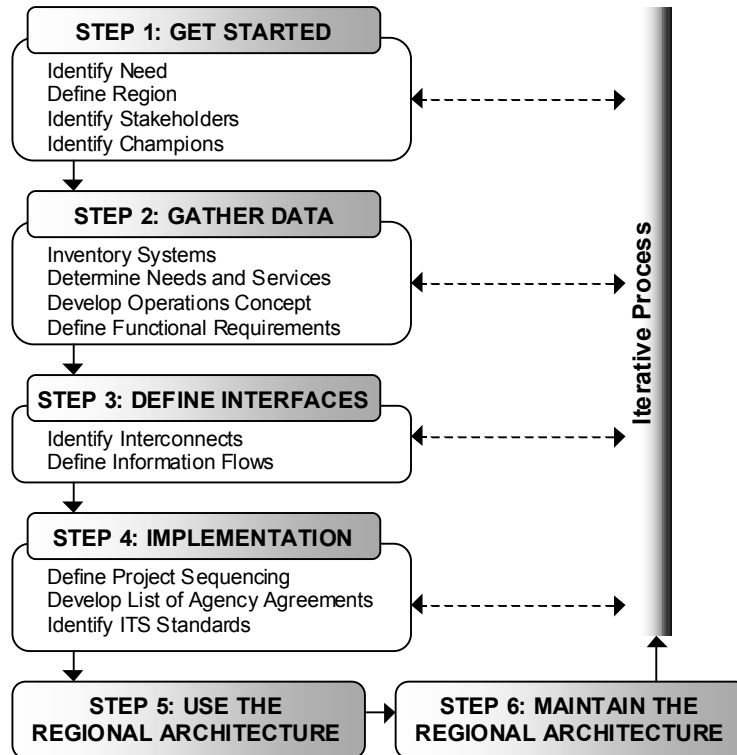 STEP 1: GET STARTED
Identify Need
Define Region
Identify Stakeholders
Identify Champions
STEP 2: GATHER DATA
Inventory Systems
Determine Needs and Services
Develop Operations Concept
Define Functional Requirements
STEP 3: DEFINE INTERFACES
Identify Interconnects
Define Information Flows
STEP 4: IMPLEMENTATION
Define Project Sequencing
Develop List of Agency Agreements
Identify ITS Standards
STEP 5: USE THE
REGIONAL ARCHITECTURE
STEP 6: MAINTAIN THE
REGIONAL ARCHITECTURE
Iterative Process